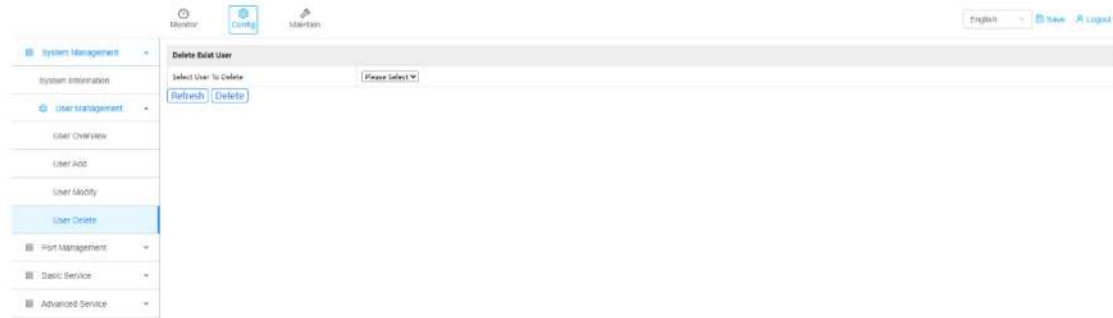 Monitor Config Maintain English Save Logout
System Management
System Information
User Management
User Overview
User Add
User Modify
User Delete
Port Management
Basic Service
Advanced Service
Delete Exist User
Select User To Delete Please Select
Refresh Delete